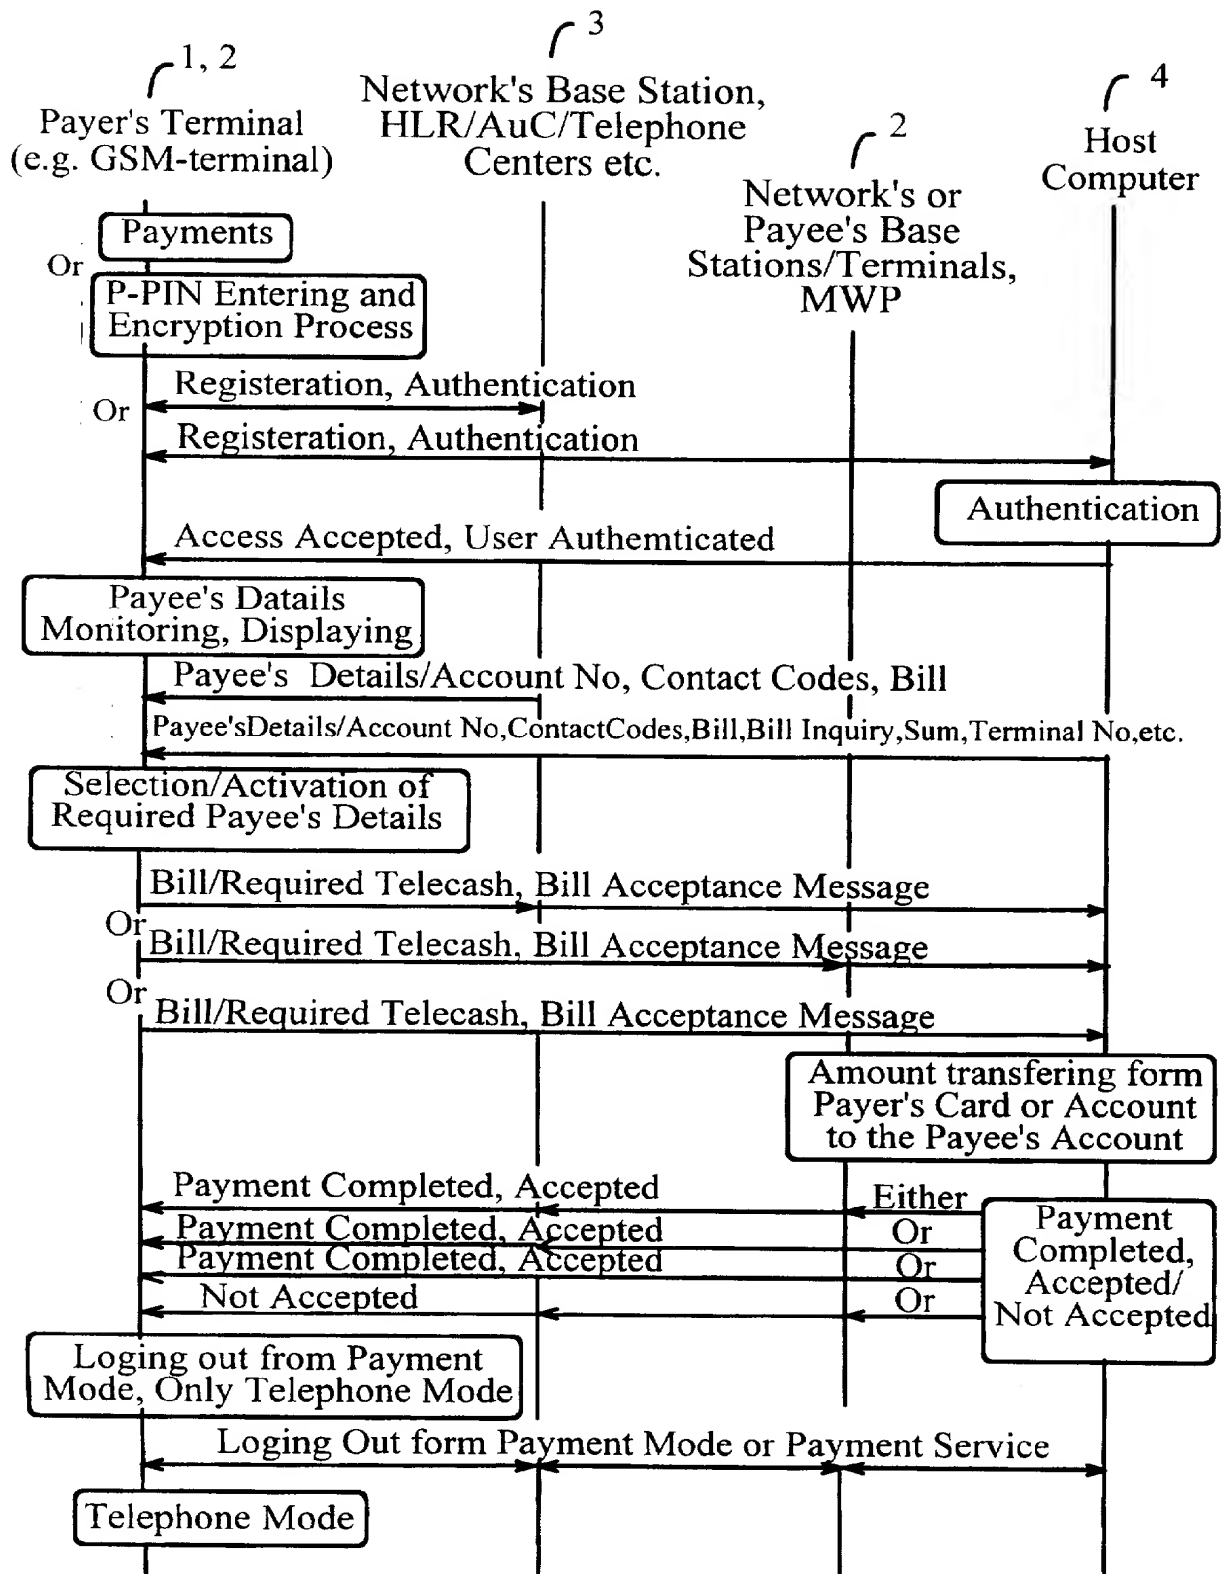 1, 2
3
4
2
Payer's Terminal
(e.g. GSM-terminal)
Network's Base Station,
HLR/AuC/Telephone
Centers etc.
Network's or
Payee's Base
Stations/Terminals,
MWP
Host
Computer
Payments
Or
P-PIN Entering and
Encryption Process
Registeration, Authentication
Or
Registeration, Authentication
Authentication
Access Accepted, User Authemticated
Payee's Datails
Monitoring, Displaying
Payee's Details/Account No, Contact Codes, Bill
Payee'sDetails/Account No,ContactCodes,Bill,Bill Inquiry,Sum,Terminal No,etc.
Selection/Activation of
Required Payee's Details
Bill/Required Telecash, Bill Acceptance Message
Or
Bill/Required Telecash, Bill Acceptance Message
Or
Bill/Required Telecash, Bill Acceptance Message
Amount transfering form
Payer's Card or Account
to the Payee's Account
Payment Completed, Accepted
Either
Payment Completed, Accepted
Or
Payment Completed, Accepted
Or
Not Accepted
Or
Payment
Completed,
Accepted/
Not Accepted
Loging out from Payment
Mode, Only Telephone Mode
Loging Out form Payment Mode or Payment Service
Telephone Mode